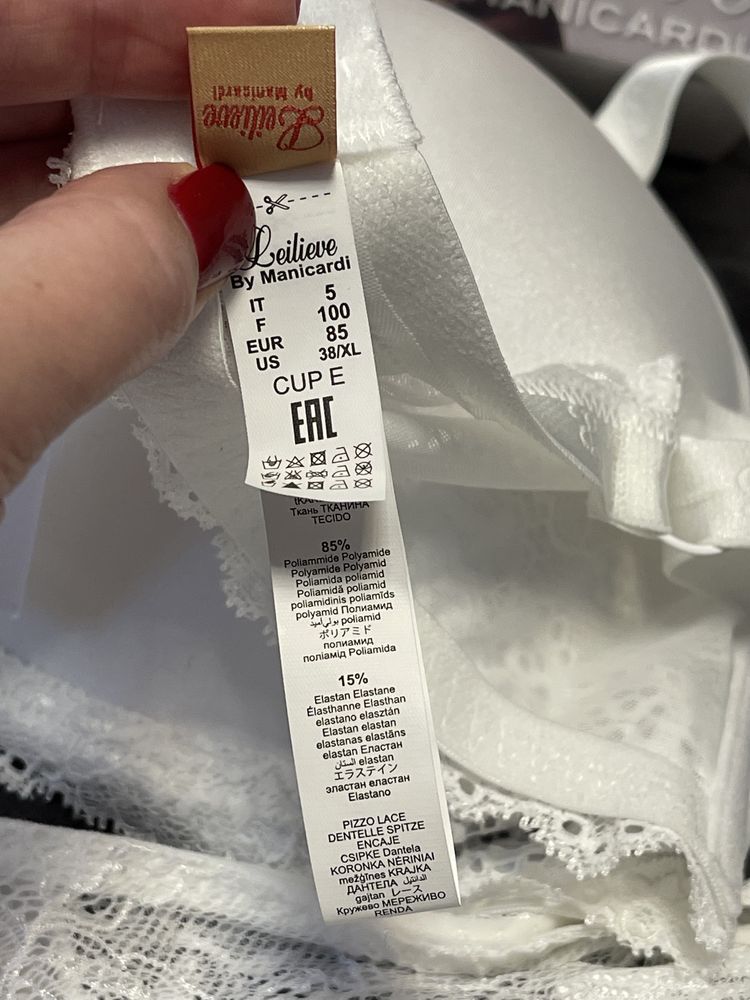 MANICARDI
Leilieve
by Manicardi
Leilieve
By Manicardi
IT 5
F 100
EUR 85
US 38/XL
CUP E
EAC
Ткань ТКАНИНА
TECIDO
85%
Poliammide Polyamide
Polyamide Polyamid
Poliamida poliamid
Poliamidă poliamid
poliamidinis poliamīds
polyamid Полиамид
بولي أميد poliamid
ポリアミド
полиамид
поліамід Poliamida
15%
Elastan Elastane
Élasthanne Elasthan
elastano elasztán
Elastan elastan
elastanas elastāns
elastan Еластан
الستان elastan
エラステイン
эластан еластан
Elastano
PIZZO LACE
DENTELLE SPITZE
ENCAJE
CSIPKE Dantela
KORONKA NĖRINIAI
mežģīnes KRAJKA
ДАНТЕЛА الدانتيل
gajtan レース
Кружево МЕРЕЖИВО
RENDA